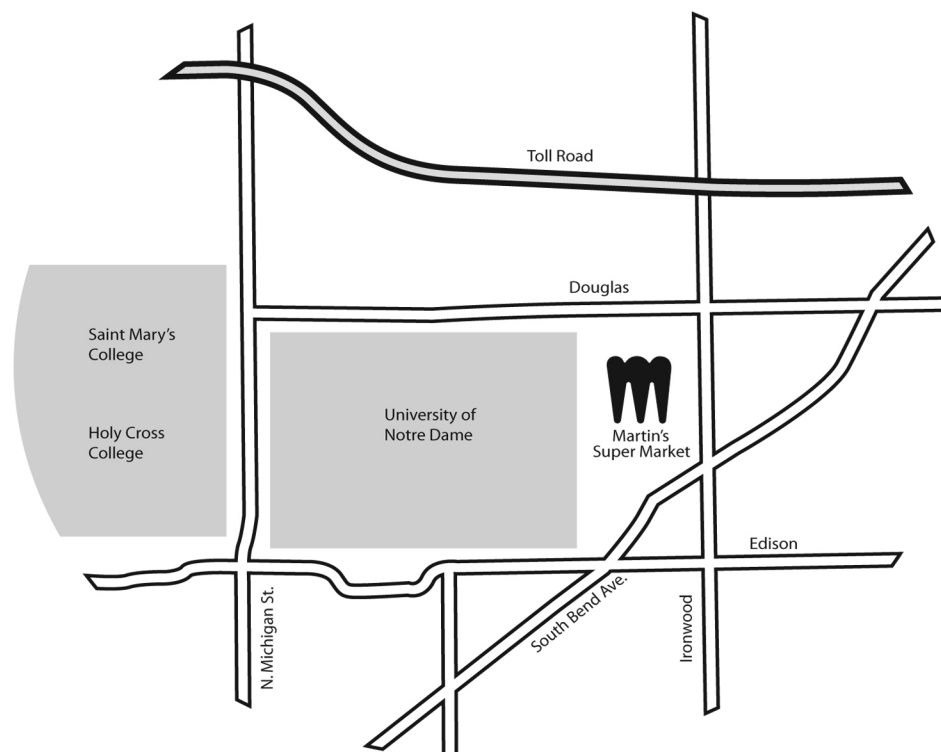 Toll Road
Douglas
Saint Mary's
College
Holy Cross
College
University of
Notre Dame
Martin's
Super Market
Edison
N. Michigan St.
South Bend Ave.
Ironwood